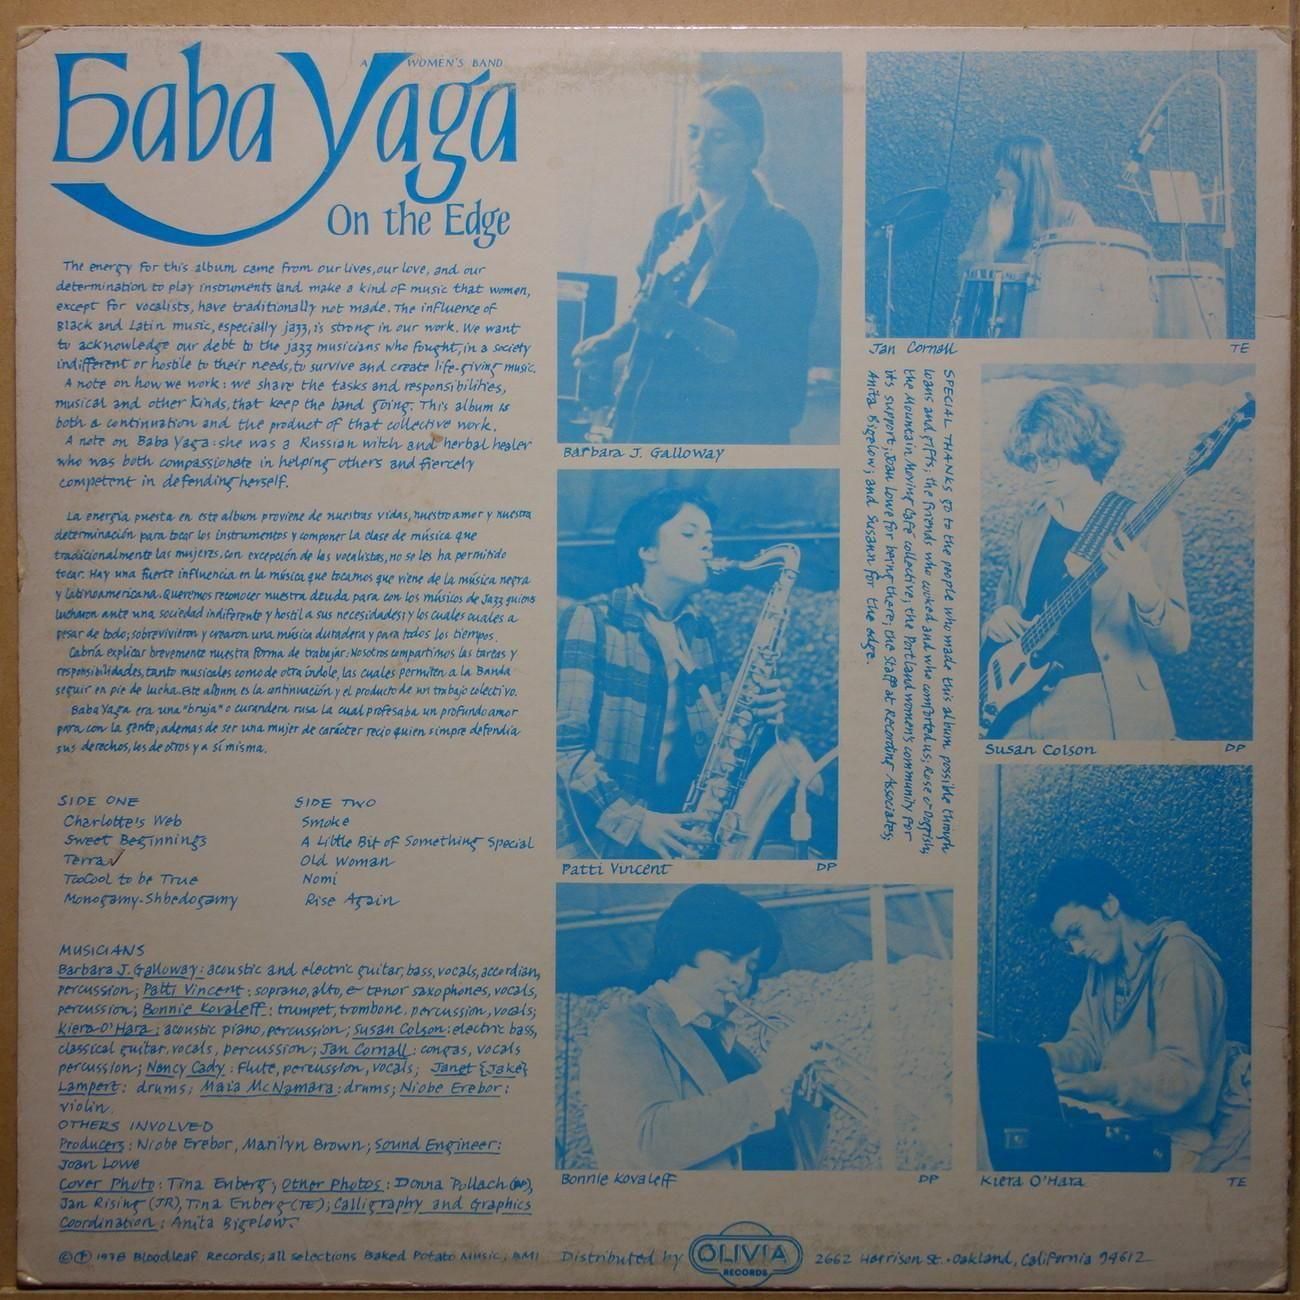 A WOMEN'S BAND
Baba Yaga
On the Edge
The energy for this album came from our lives, our love, and our
determination to play instruments and make a kind of music that women,
except for vocalists, have traditionally not made. The influence of
Black and Latin music, especially jazz, is strong in our work. We want
to acknowledge our debt to the jazz musicians who fought, in a society
indifferent or hostile to their needs, to survive and create life-giving music.
A note on how we work: we share the tasks and responsibilities,
musical and other kinds, that keep the band going. This album is
both a continuation and the product of that collective work.
A note on Baba Yaga: she was a Russian witch and herbal healer
who was both compassionate in helping others and fiercely
competent in defending herself.
La energia puesta en este album proviene de nuestras vidas, nuestro amor y nuestra
determinación para tocar los instrumentos y componer la clase de música que
tradicionalmente las mujeres, con excepción de las vocalistas, no se les ha permitido
tocar. Hay una fuerte influencia en la música que tocamos que viene de la música negra
y latinoamericana. Queremos reconocer nuestra deuda para con los músicos de Jazz quienes
lucharon ante una sociedad indiferente y hostil a sus necesidades; y los cuales cuales a
pesar de todo; sobrevivieron y crearon una música duradera y para todos los tiempos.
Cabría explicar brevemente nuestra forma de trabajar: Nosotros compartimos las tareas y
responsibilidades, tanto musicales como de otra índole, las cuales permiten a la Banda
seguir en pie de lucha. Este album es la continuación y el producto de un trabajo colectivo.
Baba Yaga era una "bruja" o curandera rusa la cual profesaba un profundo amor
para con la gente; además de ser una mujer de carácter recio quien simpre defendía
sus derechos, los de otros y a sí misma.
SIDE ONE
Charlotte's Web
Sweet Beginnings
Terra
Too Cool to be True
Monogamy-Shbedogamy
SIDE TWO
Smoke
A Little Bit of Something Special
Old Woman
Nomi
Rise Again
MUSICIANS
Barbara J. Galloway: acoustic and electric guitar, bass, vocals, accordian,
percussion; Patti Vincent: soprano, alto, & tenor saxophones, vocals,
percussion; Bonnie Kovaleff: trumpet, trombone, percussion, vocals;
Kiera O'Hara: acoustic piano, percussion; Susan Colson: electric bass,
classical guitar, vocals, percussion; Jan Cornall: congas, vocals
percussion; Nancy Cady: flute, percussion, vocals; Janet {Jake}
Lampert: drums; Maia McNamara: drums; Niobe Erebor:
violin.
OTHERS INVOLVED
Producers: Niobe Erebor, Marilyn Brown; Sound Engineer:
Joan Lowe
Cover Photo: Tina Enberg; Other Photos: Donna Pollach (DP),
Jan Rising (JR), Tina Enberg (TE); Calligraphy and Graphics
Coordination: Anita Bigelow.
©℗ 1978 Bloodleaf Records; all selections Baked Potato Music, BMI
Distributed by OLIVIA RECORDS 2662 Harrison St. · Oakland, California 94612
Barbara J. Galloway
Patti Vincent DP
Bonnie Kovaleff DP
Jan Cornall TE
SPECIAL THANKS go to the people who made this album possible through
loans and gifts; the friends who cooked and who comforted us; Rose & Dogfish;
the Mountain Moving Café collective; the Portland women's community for
it's support; Joan Lowe for being there; the staff at Recording Associates;
Anita Bigelow; and Susann for the edge.
Susan Colson DP
Kiera O'Hara TE